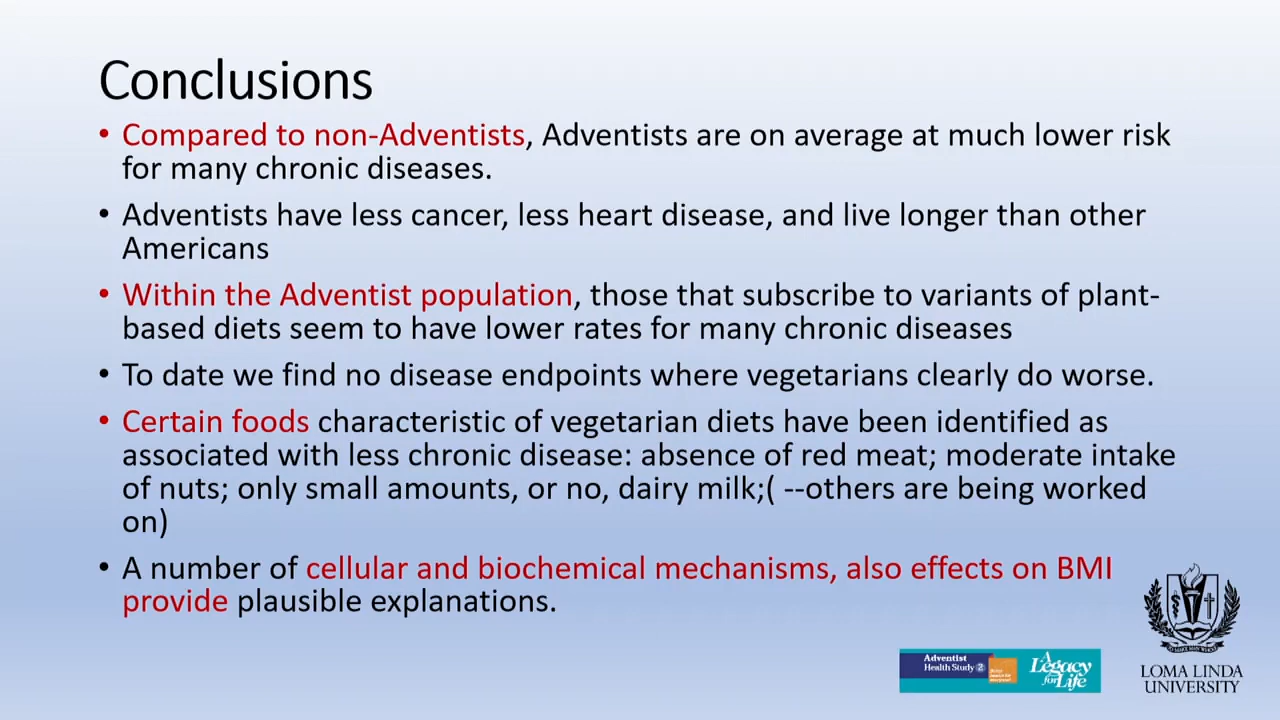 Conclusions
• Compared to non-Adventists, Adventists are on average at much lower risk
for many chronic diseases.
• Adventists have less cancer, less heart disease, and live longer than other
Americans
• Within the Adventist population, those that subscribe to variants of plant-
based diets seem to have lower rates for many chronic diseases
• To date we find no disease endpoints where vegetarians clearly do worse.
• Certain foods characteristic of vegetarian diets have been identified as
associated with less chronic disease: absence of red meat; moderate intake
of nuts; only small amounts, or no, dairy milk;( --others are being worked
on)
• A number of cellular and biochemical mechanisms, also effects on BMI
provide plausible explanations.
Adventist
Health Study 2
A
Legacy
for Life
LOMA LINDA
UNIVERSITY